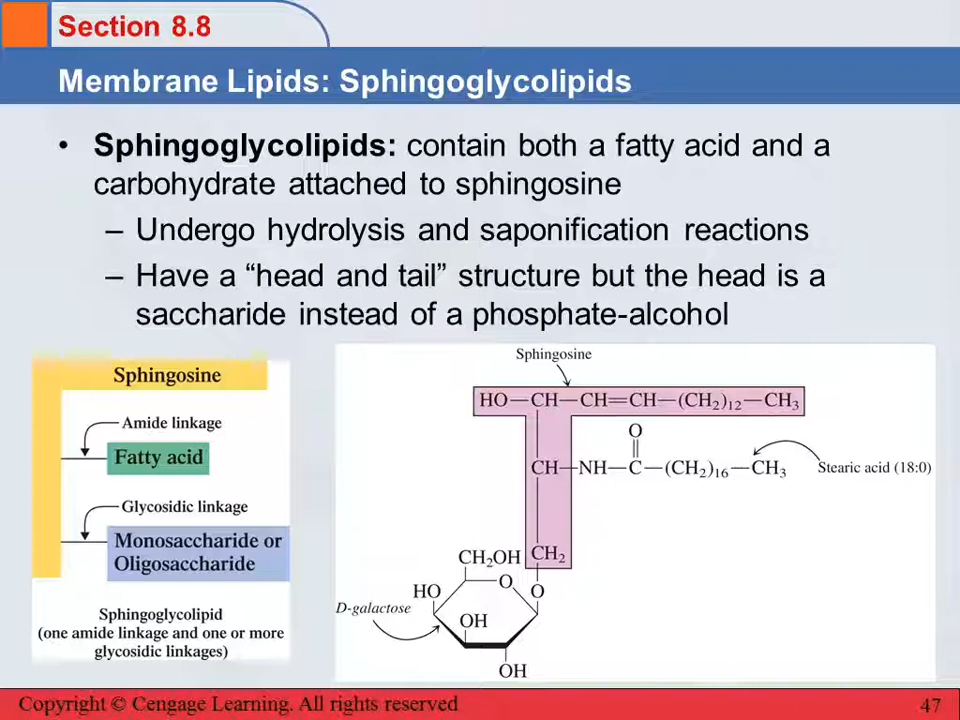 Section 8.8
Membrane Lipids: Sphingoglycolipids
• Sphingoglycolipids: contain both a fatty acid and a
carbohydrate attached to sphingosine
– Undergo hydrolysis and saponification reactions
– Have a “head and tail” structure but the head is a
saccharide instead of a phosphate-alcohol
Sphingosine
Amide linkage
Fatty acid
Glycosidic linkage
Monosaccharide or
Oligosaccharide
Sphingoglycolipid
(one amide linkage and one or more
glycosidic linkages)
Sphingosine
HO—CH—CH=CH—(CH₂)₁₂—CH₃
O
CH—NH—C—(CH₂)₁₆—CH₃
Stearic acid (18:0)
CH₂OH
CH₂
O
HO
O
D-galactose
OH
OH
Copyright © Cengage Learning. All rights reserved
47